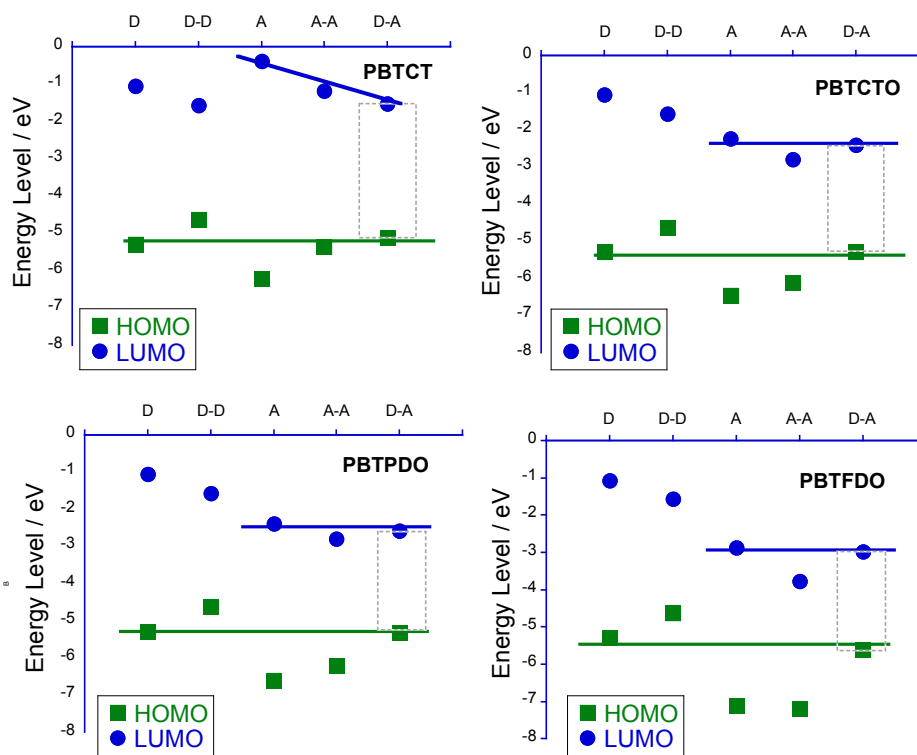 D D-D A A-A D-A
0
-1
-2
-3
-4
-5
-6
-7
-8
Energy Level / eV
PBTCT
HOMO
LUMO
D D-D A A-A D-A
0
-1
-2
-3
-4
-5
-6
-7
-8
Energy Level / eV
PBTCTO
HOMO
LUMO
D D-D A A-A D-A
0
-1
-2
-3
-4
-5
-6
-7
-8
Energy Level / eV
PBTPDO
B
HOMO
LUMO
D D-D A A-A D-A
0
-1
-2
-3
-4
-5
-6
-7
-8
Energy Level / eV
PBTFDO
HOMO
LUMO